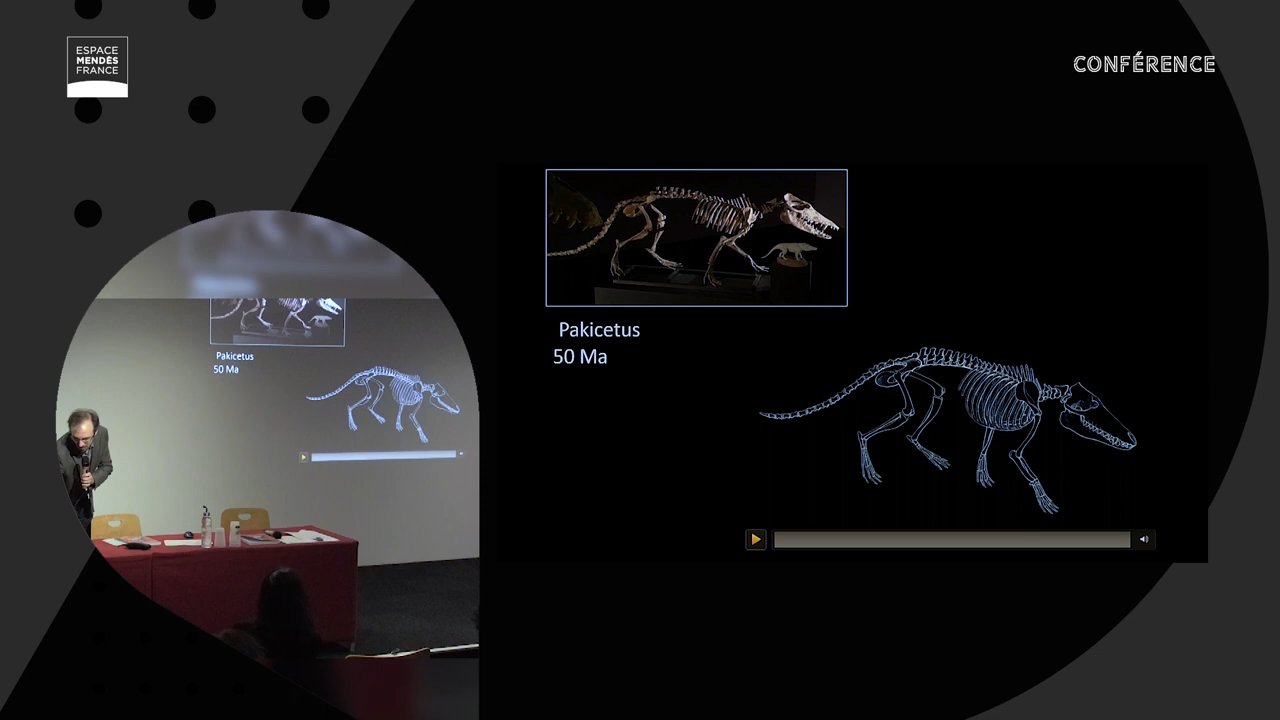 ESPACE
MENDÈS
FRANCE
CONFÉRENCE
Pakicetus
50 Ma
Pakicetus
50 Ma